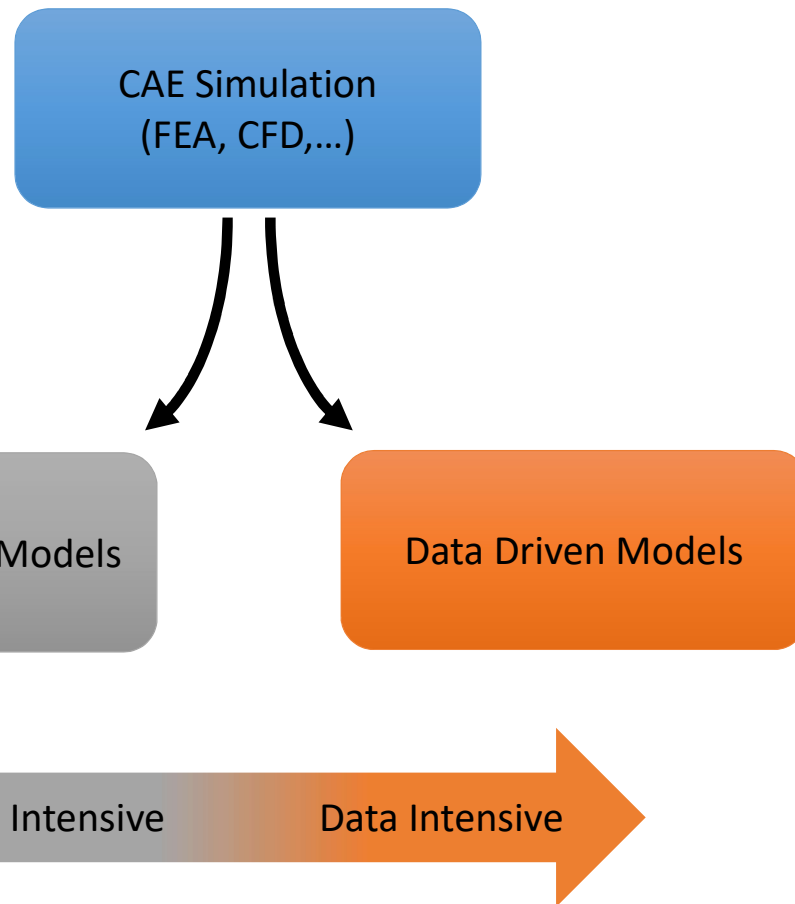 CAE Simulation
(FEA, CFD,...)
Models
Data Driven Models
Intensive
Data Intensive